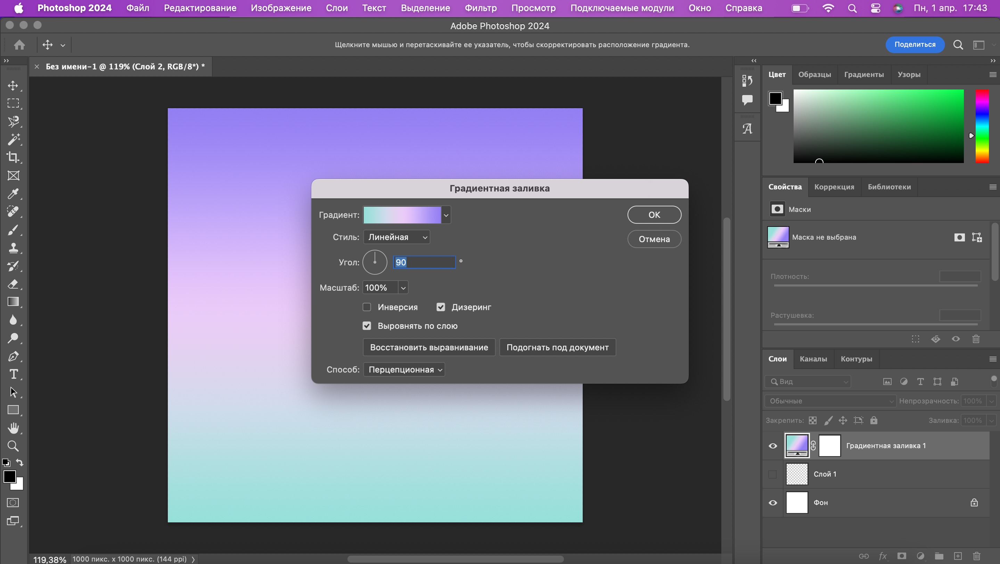 Photoshop 2024 Файл Редактирование Изображение Слои Текст Выделение Фильтр Просмотр Подключаемые модули Окно Справка Пн, 1 апр. 17:43
Adobe Photoshop 2024
Щелкните мышью и перетаскивайте ее указатель, чтобы скорректировать расположение градиента.
Поделиться
Без имени-1 @ 119% (Слой 2, RGB/8*) *
Цвет Образцы Градиенты Узоры
Градиентная заливка
Градиент:
OK
Стиль: Линейная
Отмена
Угол: 90 °
Масштаб: 100%
Инверсия Дизеринг
Выровнять по слою
Восстановить выравнивание Подогнать под документ
Способ: Перцепционная
Свойства Коррекция Библиотеки
Маски
Маска не выбрана
Плотность:
Растушевка:
Слои Каналы Контуры
Вид
Обычные Непрозрачность: 100%
Закрепить: Заливка: 100%
Градиентная заливка 1
Слой 1
Фон
fx
119,38% 1000 пикс. x 1000 пикс. (144 ppi)